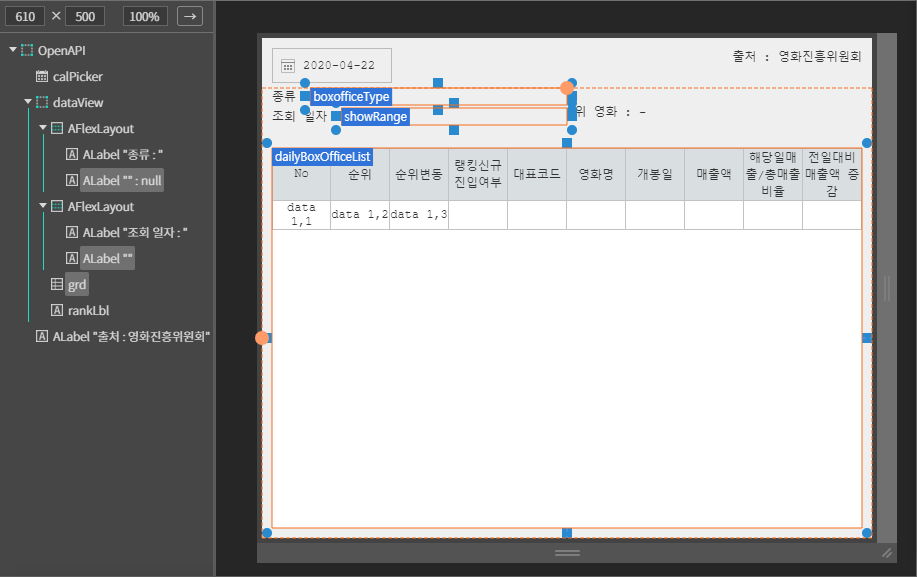 610 × 500 100% →
OpenAPI
calPicker
dataView
AFlexLayout
ALabel "종류 : "
ALabel "" : null
AFlexLayout
ALabel "조회 일자 : "
ALabel ""
grd
rankLbl
ALabel "출처 : 영화진흥위원회"
2020-04-22
출처 : 영화진흥위원회
종류 boxofficeType
조회 일자 showRange
위 영화 : -
dailyBoxOfficeList
No 순위 순위변동 랭킹신규진입여부 대표코드 영화명 개봉일 매출액 해당일매출/총매출 비율 전일대비 매출액 증감
data 1,1 data 1,2 data 1,3